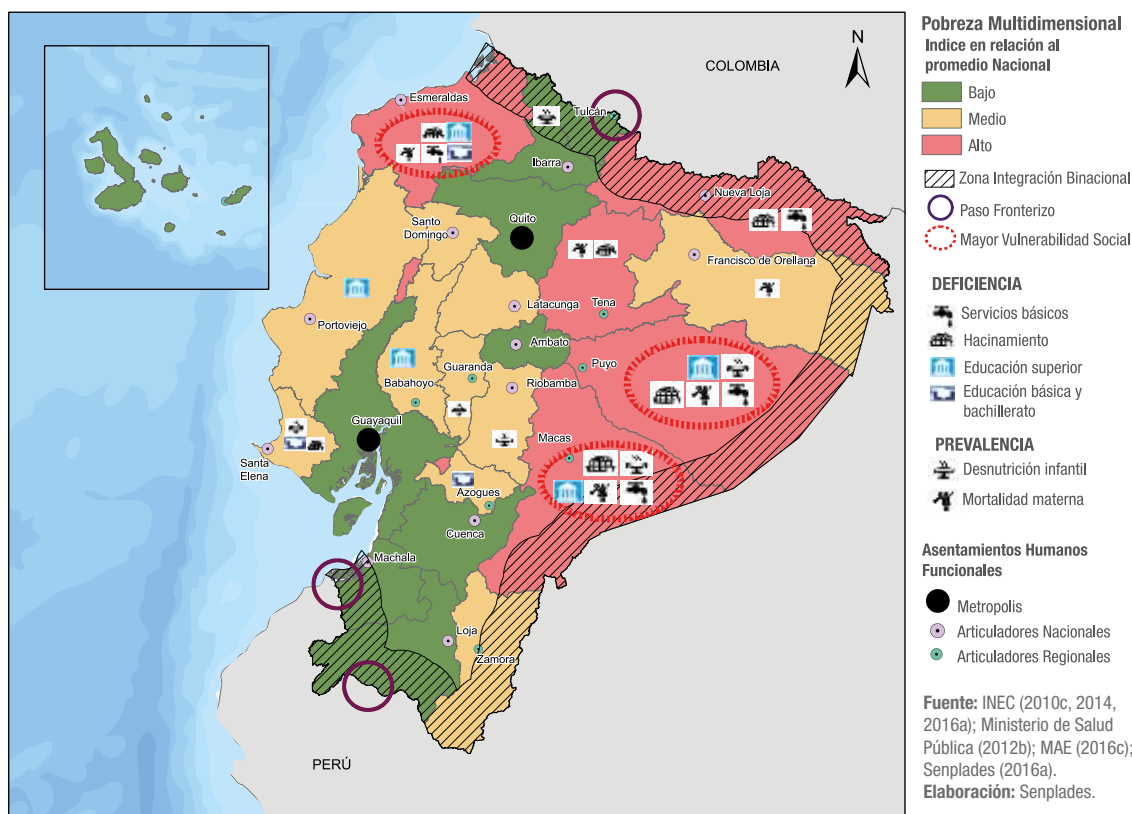 COLOMBIA
N
Esmeraldas
Tulcán
Ibarra
Nueva Loja
Quito
Santo
Domingo
Francisco de Orellana
Latacunga
Tena
Portoviejo
Ambato
Puyo
Guaranda
Babahoyo
Riobamba
Guayaquil
Macas
Santa
Elena
Azogues
Cuenca
Machala
Loja
Zamora
PERÚ
Pobreza Multidimensional
Indice en relación al
promedio Nacional
Bajo
Medio
Alto
Zona Integración Binacional
Paso Fronterizo
Mayor Vulnerabilidad Social
DEFICIENCIA
Servicios básicos
Hacinamiento
Educación superior
Educación básica y
bachillerato
PREVALENCIA
Desnutrición infantil
Mortalidad materna
Asentamientos Humanos
Funcionales
Metropolis
Articuladores Nacionales
Articuladores Regionales
Fuente: INEC (2010c, 2014,
2016a); Ministerio de Salud
Pública (2012b); MAE (2016c);
Senplades (2016a).
Elaboración: Senplades.